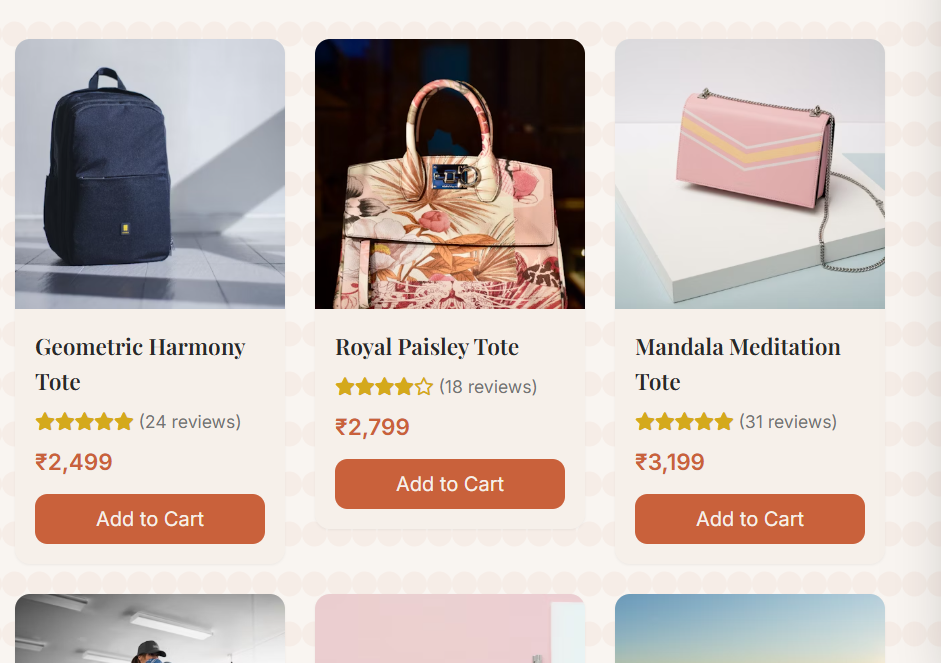 Geometric Harmony
Tote
(24 reviews)
₹2,499
Add to Cart
Royal Paisley Tote
(18 reviews)
₹2,799
Add to Cart
Mandala Meditation
Tote
(31 reviews)
₹3,199
Add to Cart